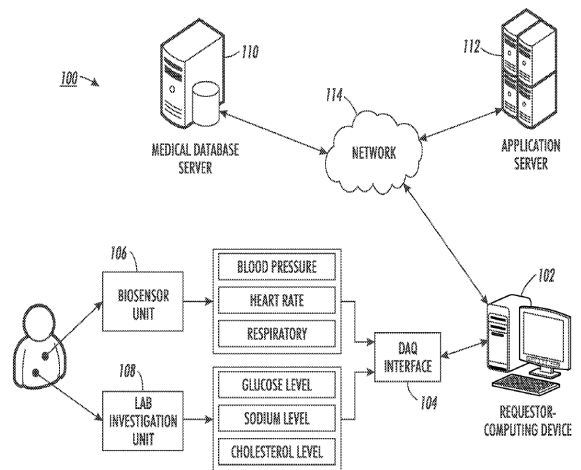 110
112
100
114
NETWORK
MEDICAL DATABASE
SERVER
APPLICATION
SERVER
106
BIOSENSOR
UNIT
BLOOD PRESSURE
HEART RATE
RESPIRATORY
102
108
LAB
INVESTIGATION
UNIT
GLUCOSE LEVEL
SODIUM LEVEL
CHOLESTEROL LEVEL
DAQ
INTERFACE
104
REQUESTOR-
COMPUTING DEVICE